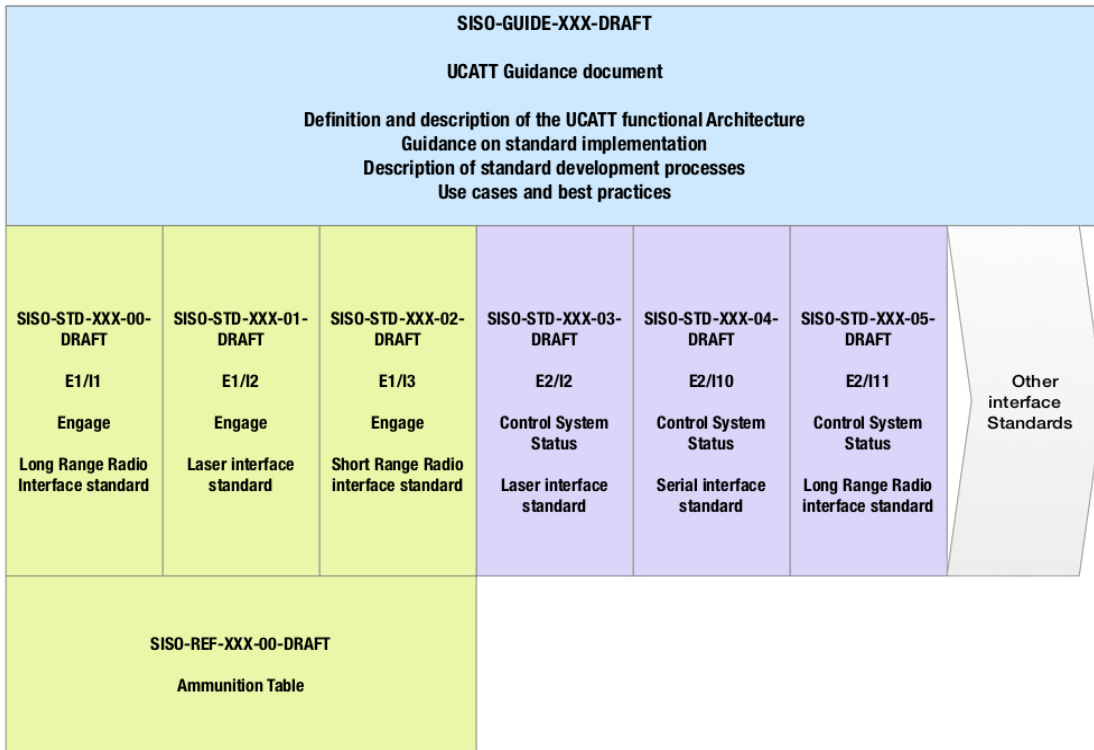 SISO-GUIDE-XXX-DRAFT
UCATT Guidance document
Definition and description of the UCATT functional Architecture
Guidance on standard implementation
Description of standard development processes
Use cases and best practices
SISO-STD-XXX-00-
DRAFT
E1/I1
Engage
Long Range Radio
Interface standard
SISO-STD-XXX-01-
DRAFT
E1/I2
Engage
Laser interface
standard
SISO-STD-XXX-02-
DRAFT
E1/I3
Engage
Short Range Radio
interface standard
SISO-STD-XXX-03-
DRAFT
E2/I2
Control System
Status
Laser interface
standard
SISO-STD-XXX-04-
DRAFT
E2/I10
Control System
Status
Serial interface
standard
SISO-STD-XXX-05-
DRAFT
E2/I11
Control System
Status
Long Range Radio
interface standard
Other
interface
Standards
SISO-REF-XXX-00-DRAFT
Ammunition Table